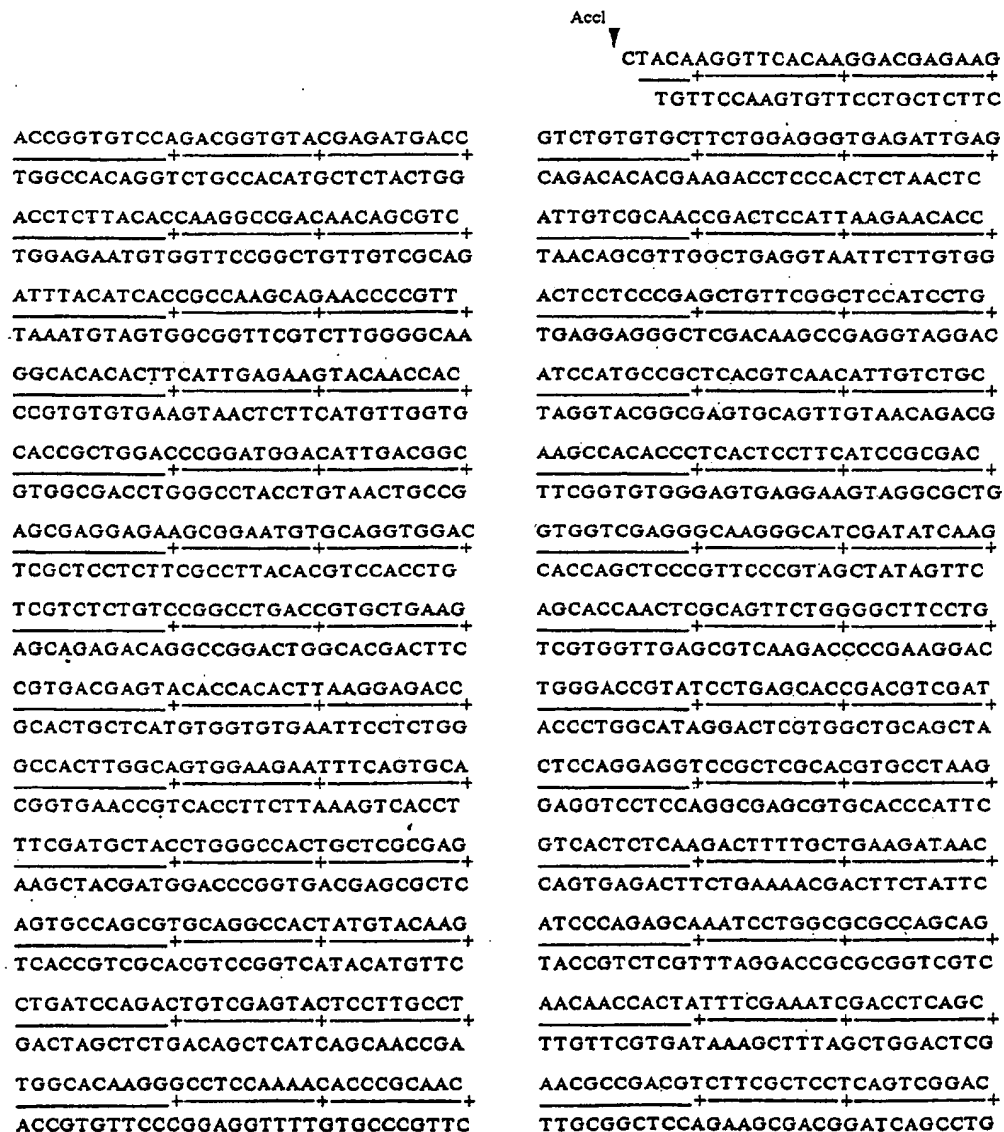 AccI
CTACAAGGTTCACAAGGACGAGAAG
TGTTCCAAGTGTTCCTGCTCTTC
ACCGGTGTCCAGACGGTGTACGAGATGACC GTCTGTGTGCTTCTGGAGGGTGAGATTGAG
TGGCCACAGGTCTGCCACATGCTCTACTGG CAGACACACGAAGACCTCCCACTCTAACTC
ACCTCTTACACCAAGGCCGACAACAGCGTC ATTGTCGCAACCGACTCCATTAAGAACACC
TGGAGAATGTGGTTCCGGCTGTTGTCGCAG TAACAGCGTTGGCTGAGGTAATTCTTGTGG
ATTTACATCACCGCCAAGCAGAACCCCGTT ACTCCTCCCGAGCTGTTCGGCTCCATCCTG
TAAATGTAGTGGCGGTTCGTCTTGGGGCAA TGAGGAGGGCTCGACAAGCCGAGGTAGGAC
GGCACACACTTCATTGAGAAGTACAACCAC ATCCATGCCGCTCACGTCAACATTGTCTGC
CCGTGTGTGAAGTAACTCTTCATGTTGGTG TAGGTACGGCGAGTGCAGTTGTAACAGACG
CACCGCTGGACCCGGATGGACATTGACGGC AAGCCACACCCTCACTCCTTCATCCGCGAC
GTGGCGACCTGGGCCTACCTGTAACTGCCG TTCGGTGTGGGAGTGAGGAAGTAGGCGCTG
AGCGAGGAGAAGCGGAATGTGCAGGTGGAC GTGGTCGAGGGCAAGGGCATCGATATCAAG
TCGCTCCTCTTCGCCTTACACGTCCACCTG CACCAGCTCCCGTTCCCGTAGCTATAGTTC
TCGTCTCTGTCCGGCCTGACCGTGCTGAAG AGCACCAACTCGCAGTTCTGGGGCTTCCTG
AGCAGAGACAGGCCGGACTGGCACGACTTC TCGTGGTTGAGCGTCAAGACCCCGAAGGAC
CGTGACGAGTACACCACACTTAAGGAGACC TGGGACCGTATCCTGAGCACCGACGTCGAT
GCACTGCTCATGTGGTGTGAATTCCTCTGG ACCCTGGCATAGGACTCGTGGCTGCAGCTA
GCCACTTGGCAGTGGAAGAATTTCAGTGCA CTCCAGGAGGTCCGCTCGCACGTGCCTAAG
CGGTGAACCGTCACCTTCTTAAAGTCACCT GAGGTCCTCCAGGCGAGCGTGCACCCATTC
TTCGATGCTACCTGGGCCACTGCTCGCGAG GTCACTCTCAAGACTTTTGCTGAAGATAAC
AAGCTACGATGGACCCGGTGACGAGCGCTC CAGTGAGACTTCTGAAAACGACTTCTATTC
AGTGCCAGCGTGCAGGCCACTATGTACAAG ATCCCAGAGCAAATCCTGGCGCGCCAGCAG
TCACCGTCGCACGTCCGGTCATACATGTTC TACCGTCTCGTTTAGGACCGCGCGGTCGTC
CTGATCCAGACTGTCGAGTACTCCTTGCCT AACAACCACTATTTCGAAATCGACCTCAGC
GACTAGCTCTGACAGCTCATCAGCAACCGA TTGTTCGTGATAAAGCTTTAGCTGGACTCG
TGGCACAAGGGCCTCCAAAACACCCGCAAC AACGCCGACGTCTTCGCTCCTCAGTCGGAC
ACCGTGTTCCCGGAGGTTTTGTGCCCGTTC TTGCGGCTCCAGAAGCGACGGATCAGCCTG